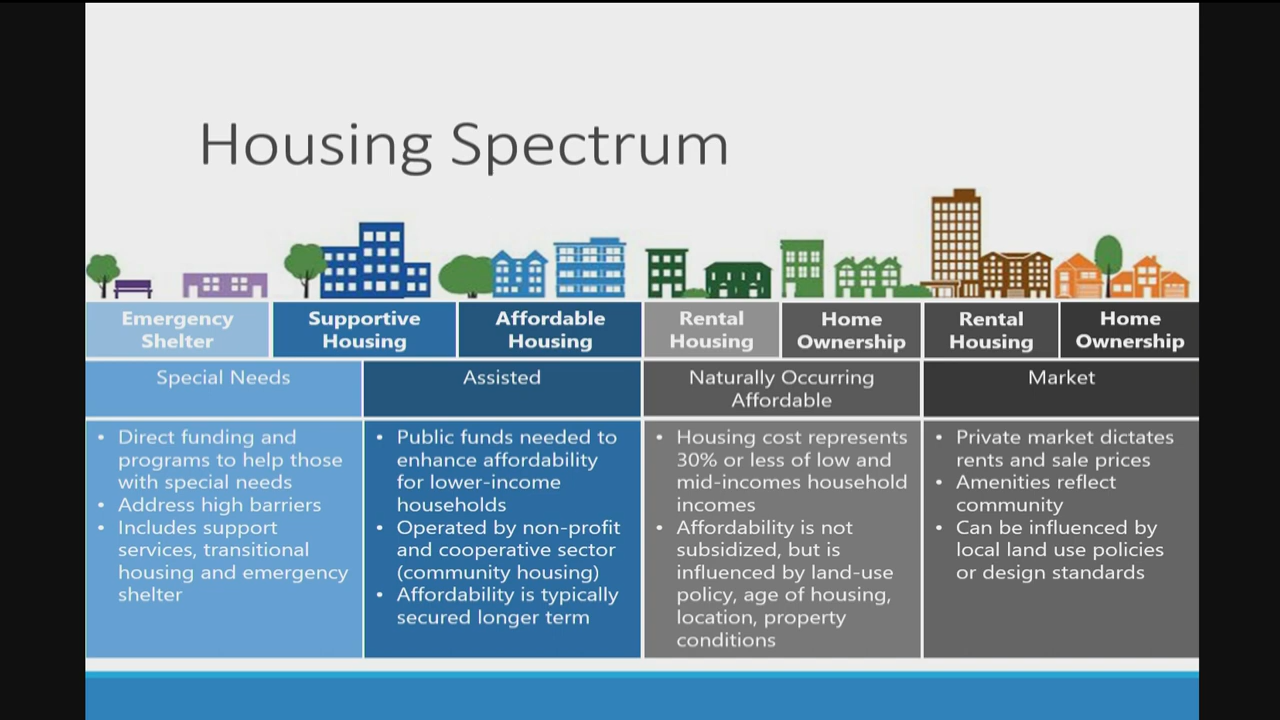 Housing Spectrum
Emergency
Shelter
Supportive
Housing
Affordable
Housing
Rental
Housing
Home
Ownership
Rental
Housing
Home
Ownership
Special Needs
Assisted
Naturally Occurring
Affordable
Market
• Direct funding and
programs to help those
with special needs
• Address high barriers
• Includes support
services, transitional
housing and emergency
shelter
• Public funds needed to
enhance affordability
for lower-income
households
• Operated by non-profit
and cooperative sector
(community housing)
• Affordability is typically
secured longer term
• Housing cost represents
30% or less of low and
mid-incomes household
incomes
• Affordability is not
subsidized, but is
influenced by land-use
policy, age of housing,
location, property
conditions
• Private market dictates
rents and sale prices
• Amenities reflect
community
• Can be influenced by
local land use policies
or design standards